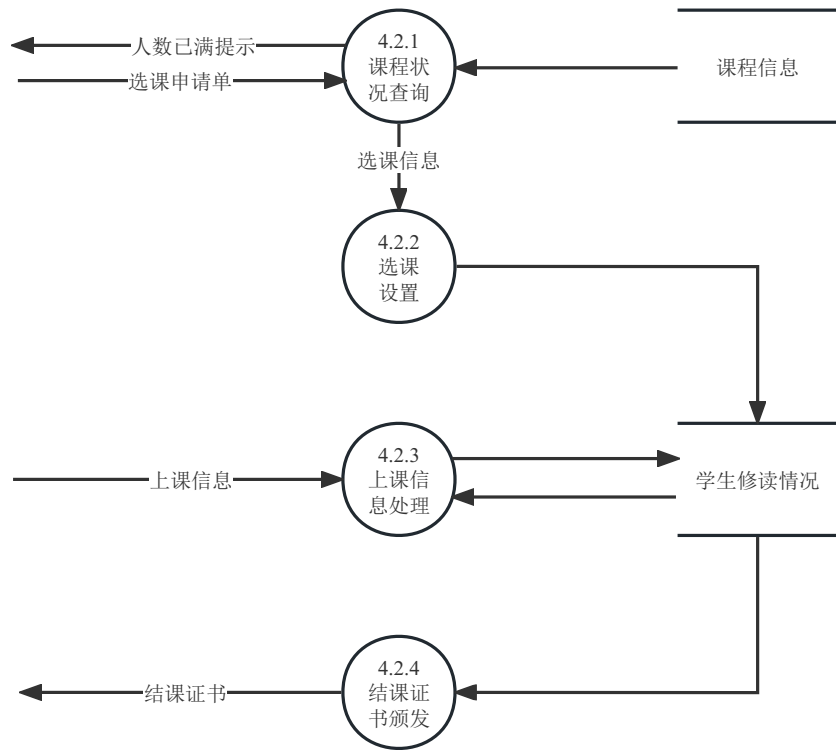 人数已满提示
选课申请单
4.2.1
课程状
况查询
课程信息
选课信息
4.2.2
选课
设置
上课信息
4.2.3
上课信
息处理
学生修读情况
结课证书
4.2.4
结课证
书颁发